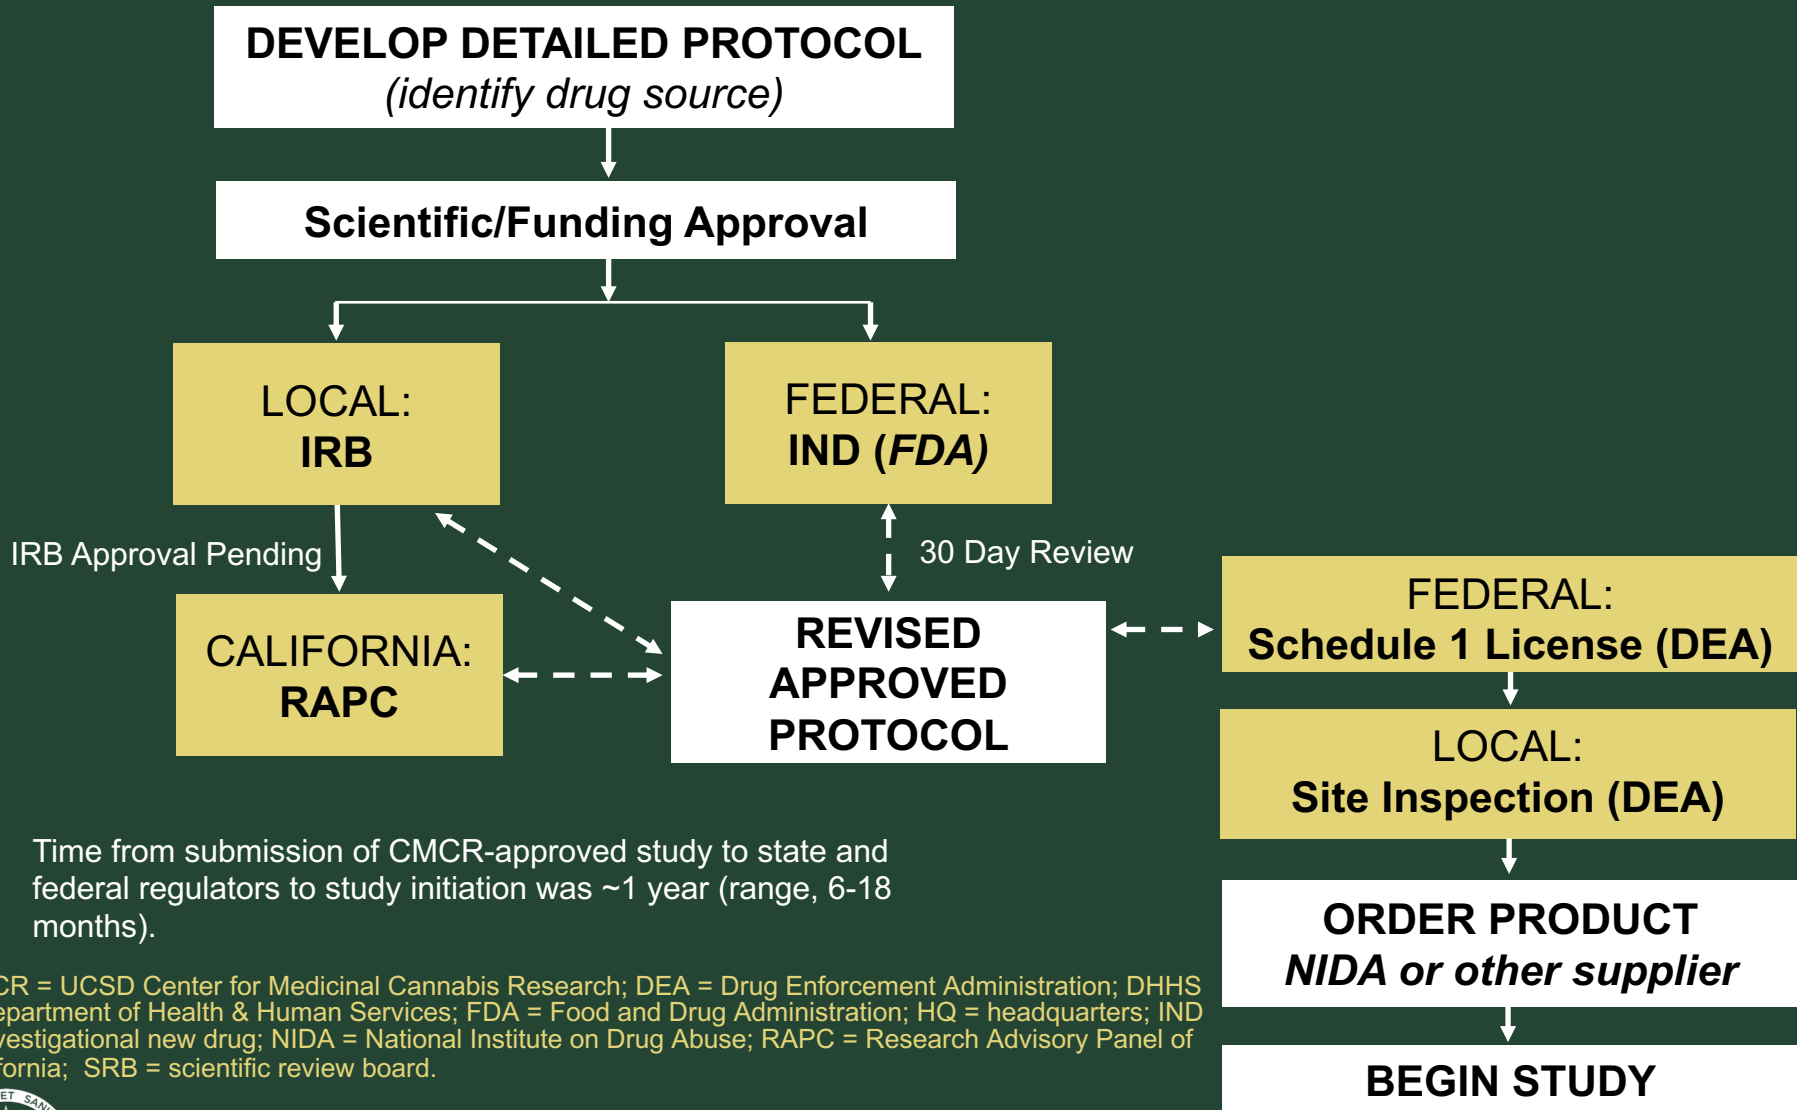 DEVELOP DETAILED PROTOCOL
(identify drug source)
Scientific/Funding Approval
LOCAL:
IRB
FEDERAL:
IND (FDA)
IRB Approval Pending
30 Day Review
CALIFORNIA:
RAPC
REVISED
APPROVED
PROTOCOL
FEDERAL:
Schedule 1 License (DEA)
LOCAL:
Site Inspection (DEA)
ORDER PRODUCT
NIDA or other supplier
BEGIN STUDY
Time from submission of CMCR-approved study to state and
federal regulators to study initiation was ~1 year (range, 6-18
months).
CR = UCSD Center for Medicinal Cannabis Research; DEA = Drug Enforcement Administration; DHHS
epartment of Health & Human Services; FDA = Food and Drug Administration; HQ = headquarters; IND
vestigational new drug; NIDA = National Institute on Drug Abuse; RAPC = Research Advisory Panel of
fornia; SRB = scientific review board.